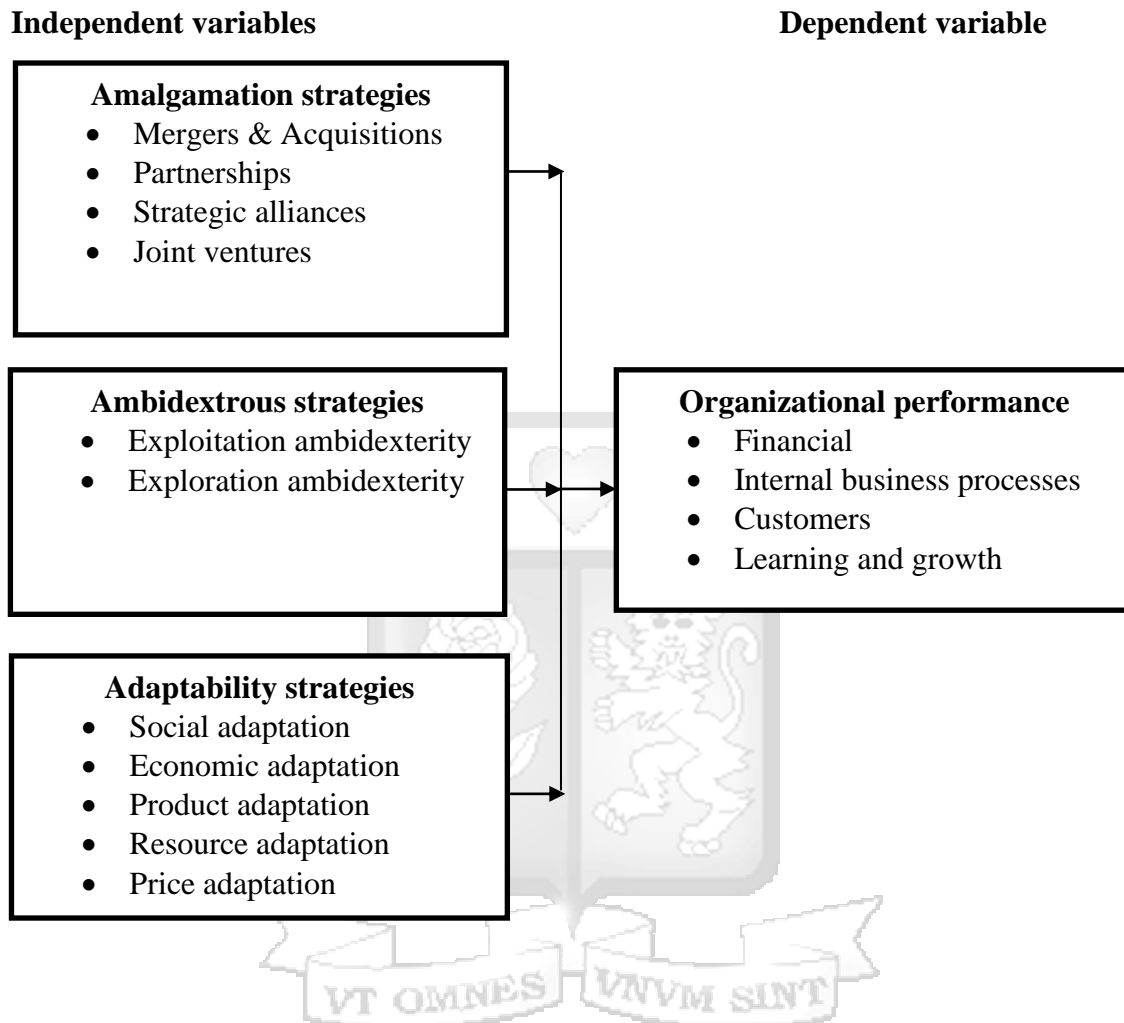 Independent variables
Dependent variable
Amalgamation strategies
• Mergers & Acquisitions
• Partnerships
• Strategic alliances
• Joint ventures
Ambidextrous strategies
• Exploitation ambidexterity
• Exploration ambidexterity
Organizational performance
• Financial
• Internal business processes
• Customers
• Learning and growth
Adaptability strategies
• Social adaptation
• Economic adaptation
• Product adaptation
• Resource adaptation
• Price adaptation
VT OMNES VNVM SINT